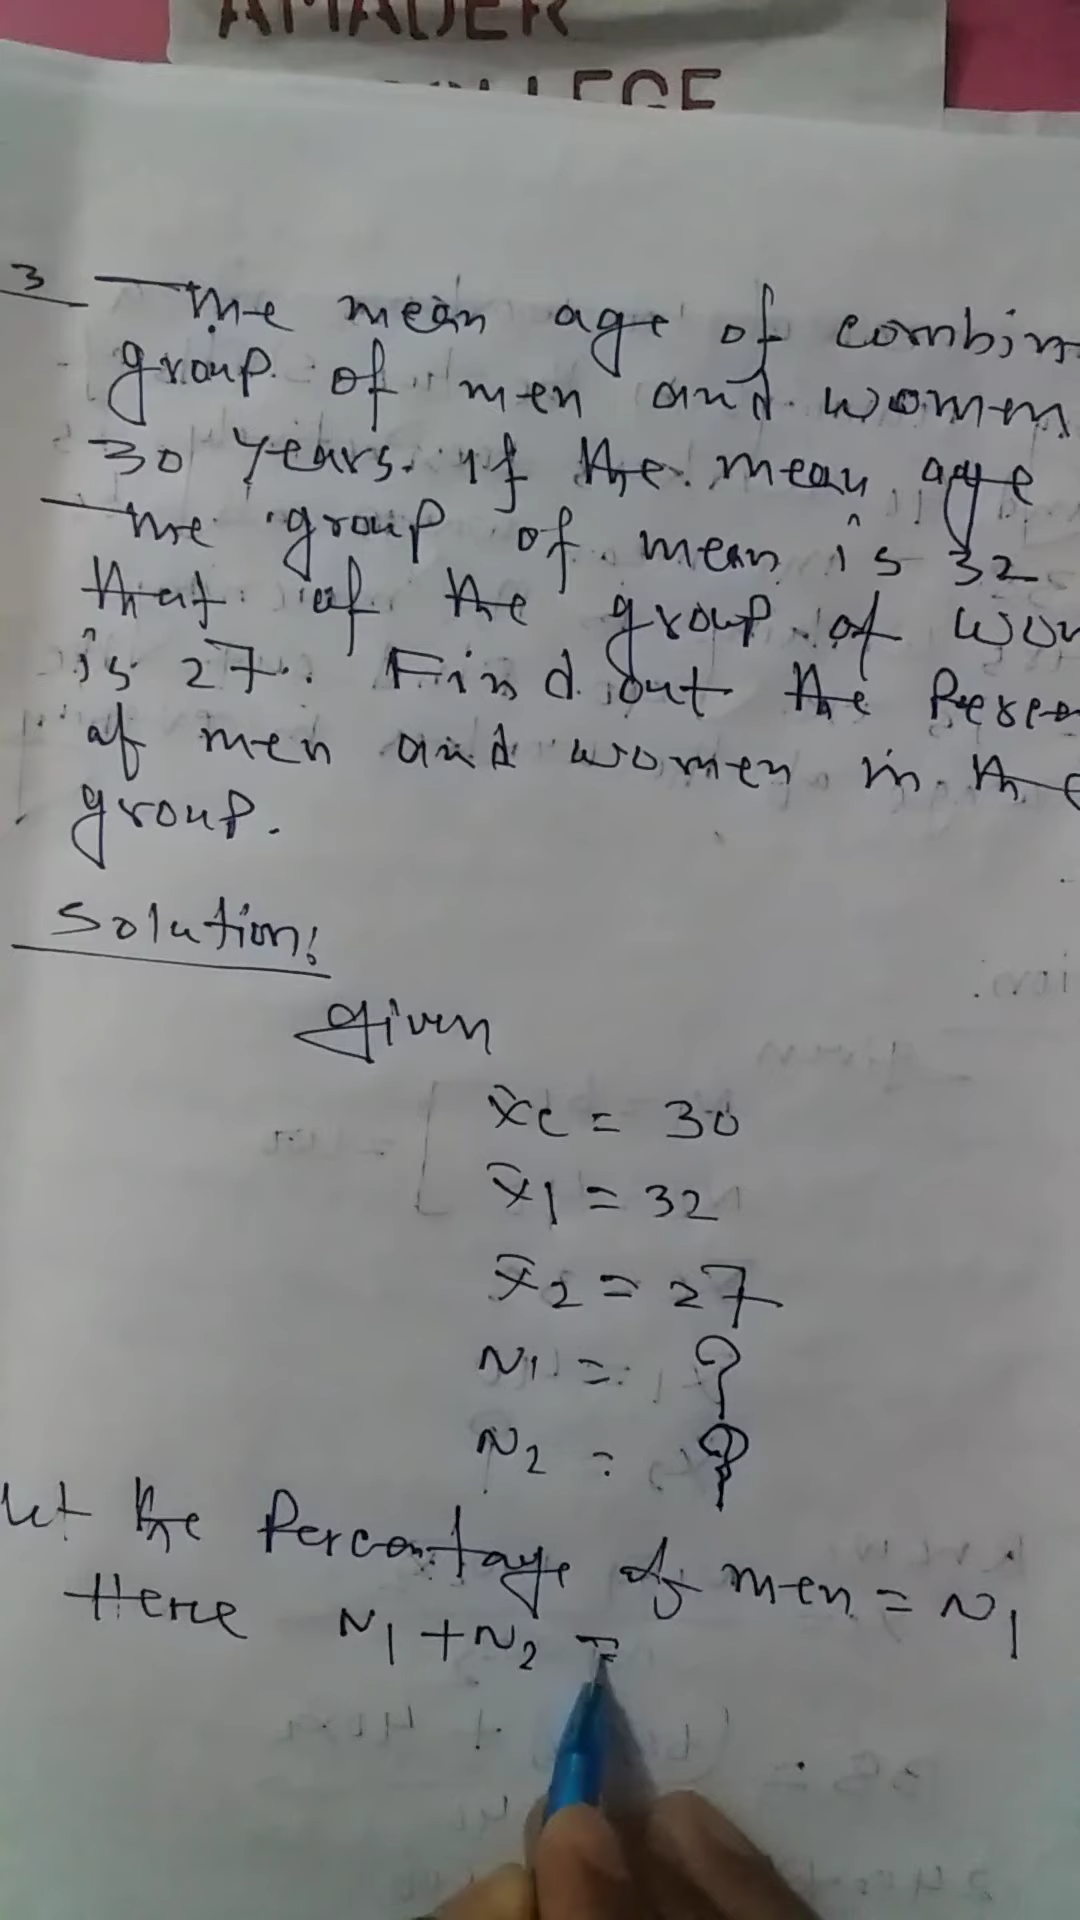 AMADER
COLLEGE
3 The mean age of combin
group of men and women
30 years. If the mean age
the group of mean is 32
that of the group of wom
is 27. Find out the Perce
of men and women in the
group.
Solution:
given
x̄c = 30
x̄1 = 32
x̄2 = 27
N1 = ?
N2 = ?
let the Percentage of men = N1
Here N1 + N2 =